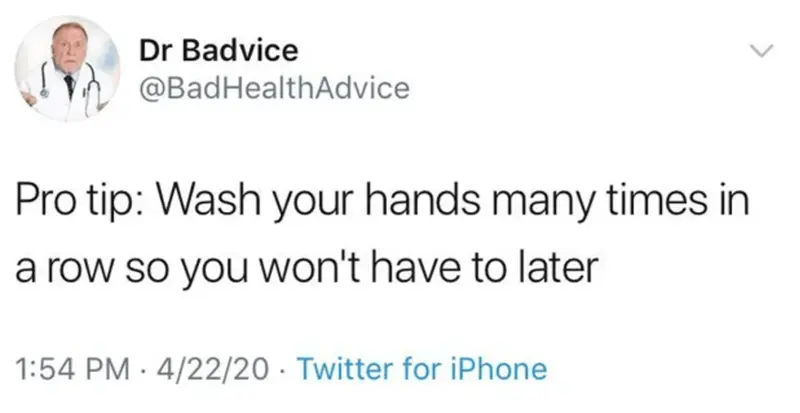 Dr Badvice
@BadHealthAdvice
Pro tip: Wash your hands many times in
a row so you won't have to later
1:54 PM · 4/22/20 · Twitter for iPhone